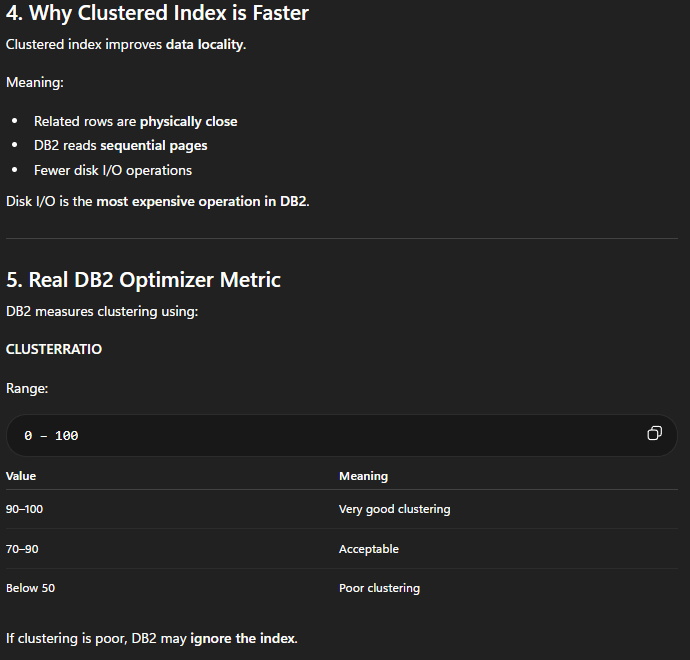 4. Why Clustered Index is Faster
Clustered index improves data locality.
Meaning:
Related rows are physically close
DB2 reads sequential pages
Fewer disk I/O operations
Disk I/O is the most expensive operation in DB2.
5. Real DB2 Optimizer Metric
DB2 measures clustering using:
CLUSTERRATIO
Range:
0 – 100
Value Meaning
90–100 Very good clustering
70–90 Acceptable
Below 50 Poor clustering
If clustering is poor, DB2 may ignore the index.